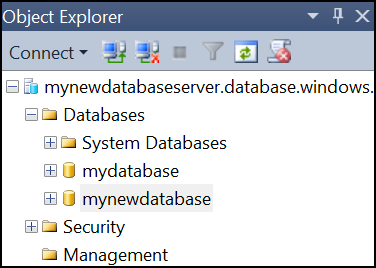 Object Explorer
Connect
mynewdatabaseserver.database.windows.
Databases
System Databases
mydatabase
mynewdatabase
Security
Management